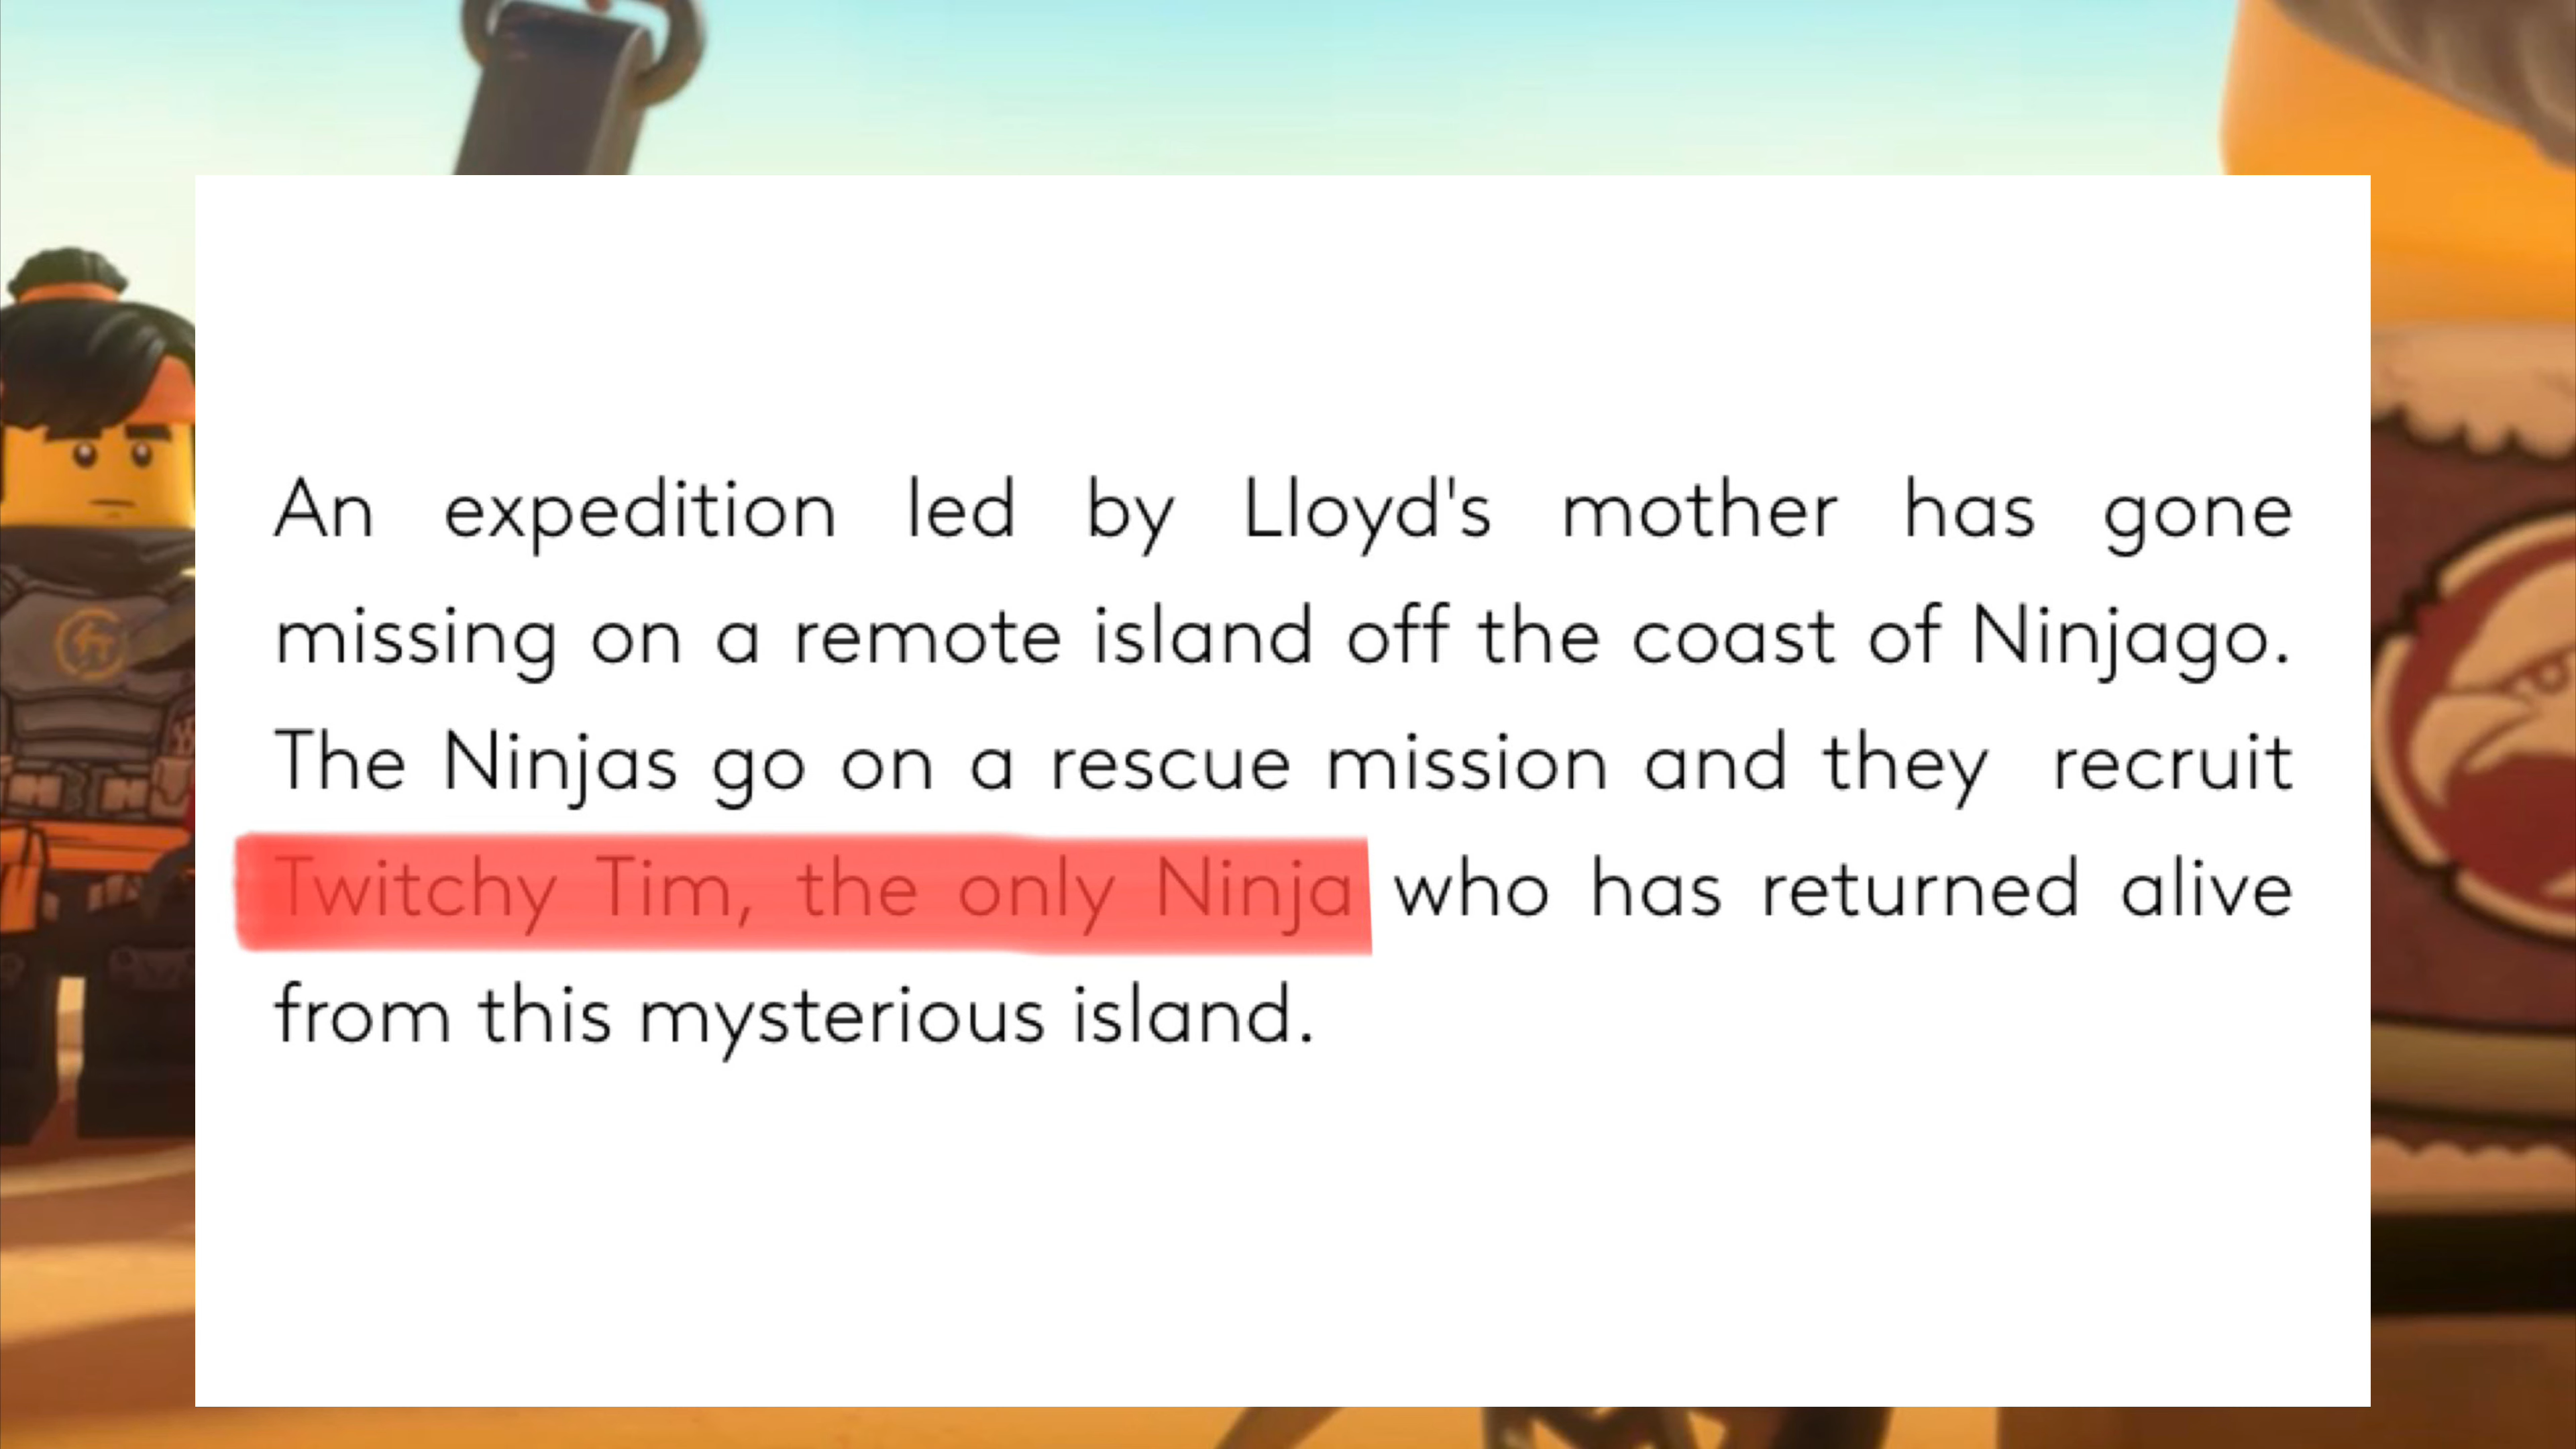 An expedition led by Lloyd's mother has gone
missing on a remote island off the coast of Ninjago.
The Ninjas go on a rescue mission and they recruit
Twitchy Tim, the only Ninja who has returned alive
from this mysterious island.